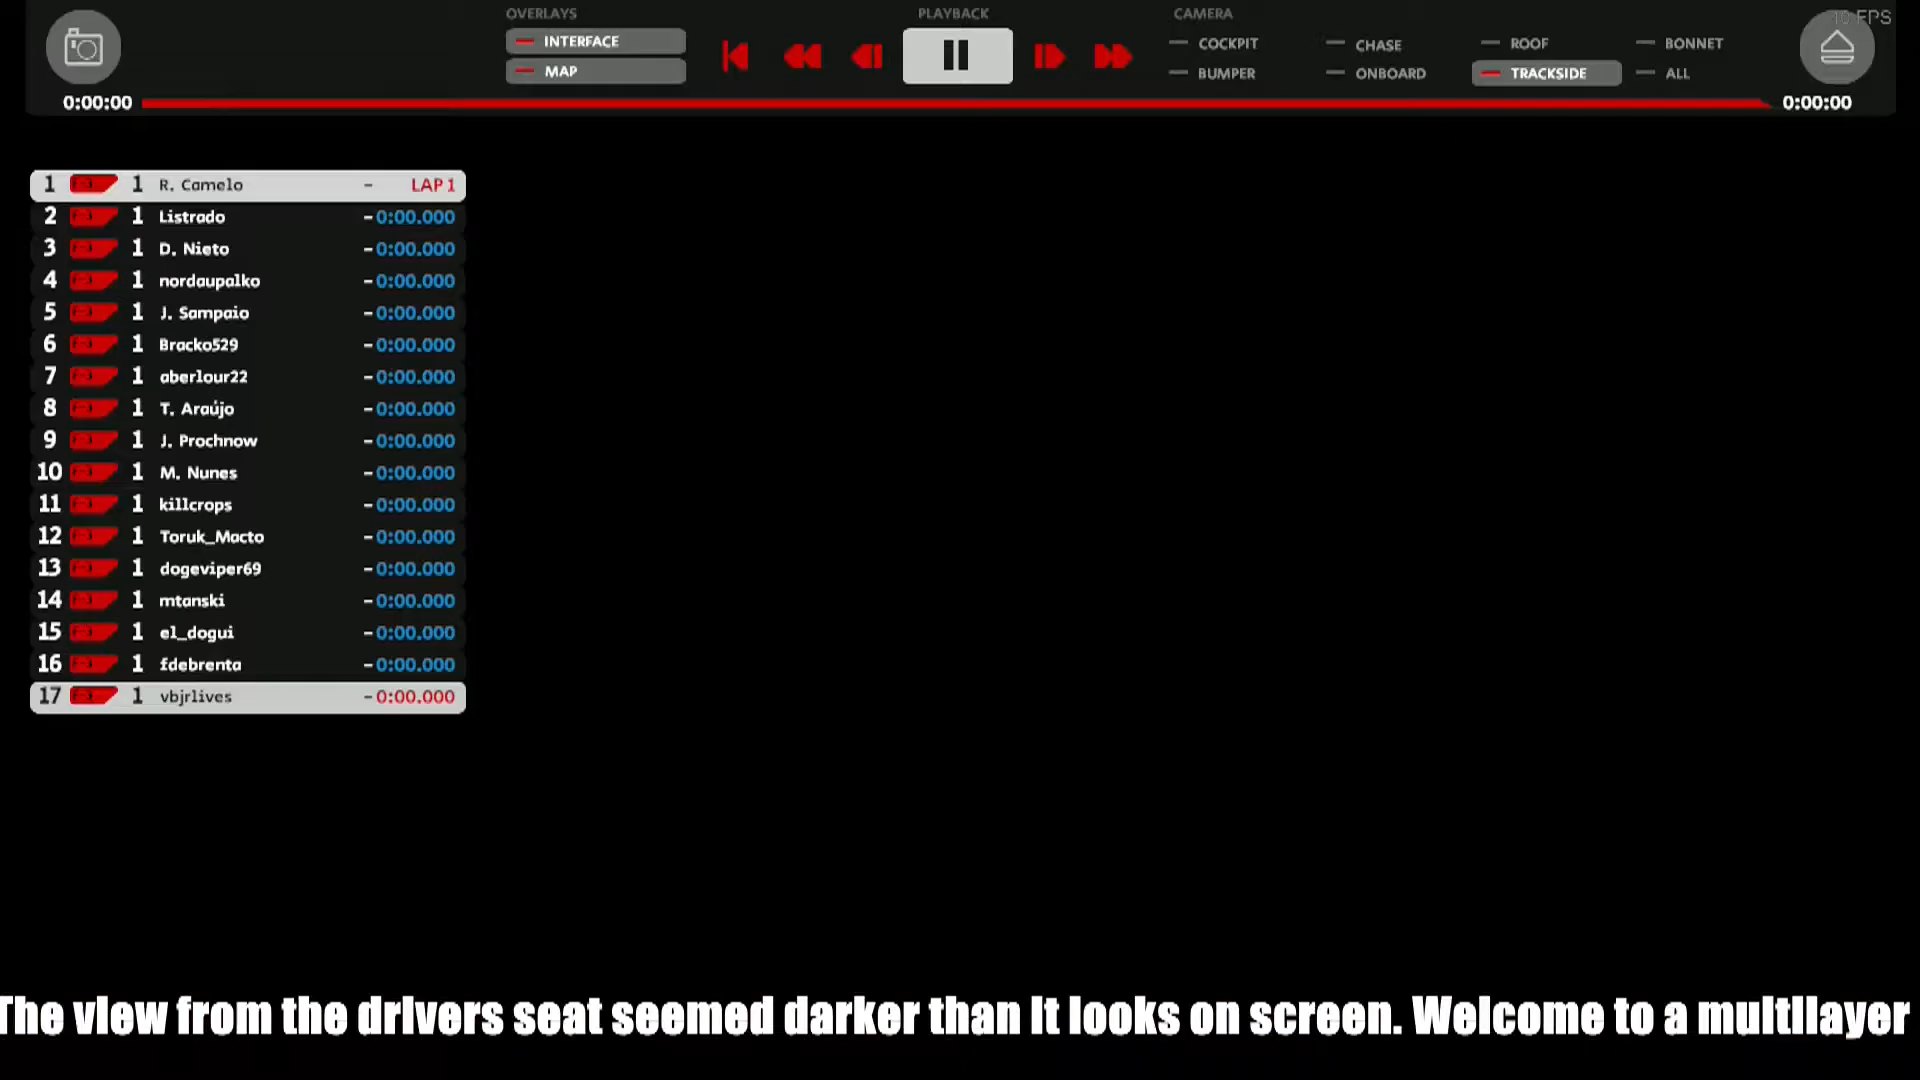 OVERLAYS
PLAYBACK
CAMERA
FPS
INTERFACE
MAP
COCKPIT
CHASE
ROOF
BONNET
BUMPER
ONBOARD
TRACKSIDE
ALL
0:00:00
0:00:00
1 1 R. Camelo - LAP 1
2 1 Listrado -0:00.000
3 1 D. Nieto -0:00.000
4 1 nordaupalko -0:00.000
5 1 J. Sampaio -0:00.000
6 1 Bracko529 -0:00.000
7 1 aberlour22 -0:00.000
8 1 T. Araújo -0:00.000
9 1 J. Prochnow -0:00.000
10 1 M. Nunes -0:00.000
11 1 killcrops -0:00.000
12 1 Toruk_Macto -0:00.000
13 1 dogeviper69 -0:00.000
14 1 mtanski -0:00.000
15 1 el_dogui -0:00.000
16 1 fdebrenta -0:00.000
17 1 vbjrlives -0:00.000
The view from the drivers seat seemed darker than it looks on screen. Welcome to a multilayer